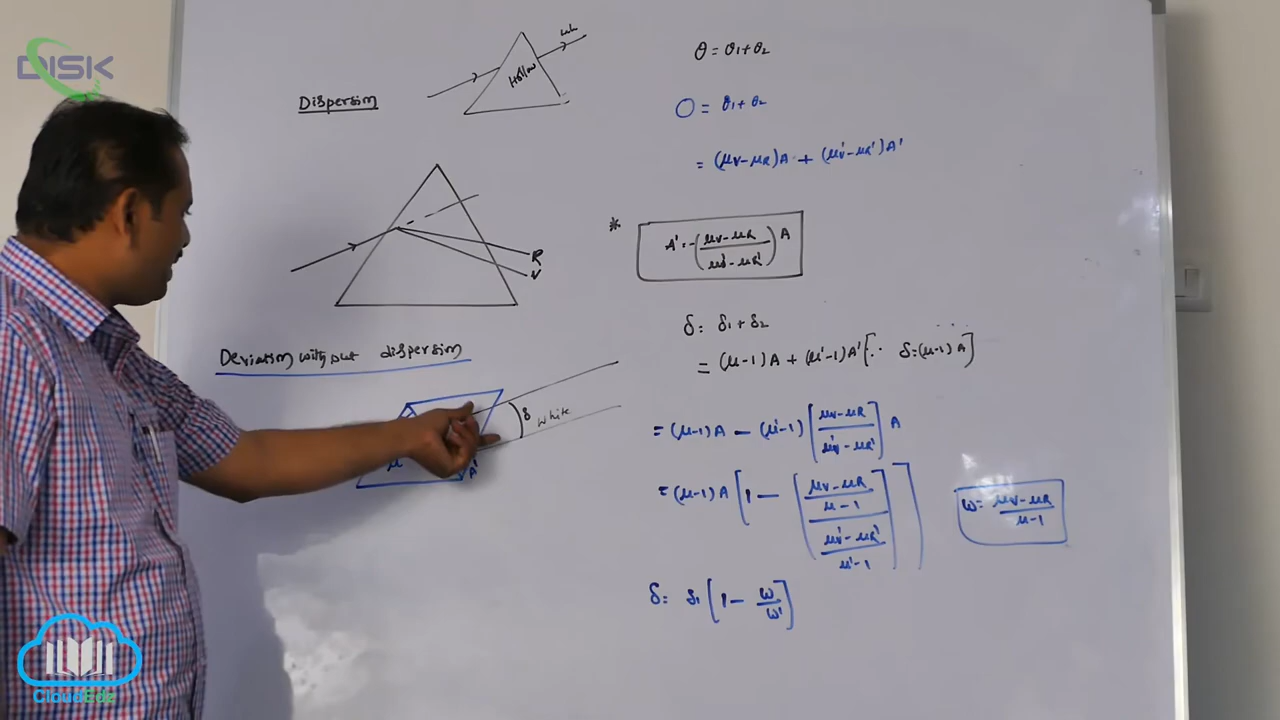 DISK
Dispersion
Hollow
R
V
Deviation without dispersion
μ
A'
δ
White
θ = θ1+θ2
O = θ1+θ2
= (μv-μR)A + (μv'-μR')A'
* A' = -(μv-μR / μv'-μR') A
δ: δ1+δ2
= (μ-1)A + (μ'-1)A' [∵ δ=(μ-1)A]
= (μ-1)A - (μ'-1) [μv-μR / μv'-μR'] A
= (μ-1)A [1 - [μv-μR / μ-1 / μv'-μR' / μ'-1]]
ω = μv-μR / μ-1
δ: δ1 [1 - ω/ω']
CloudEdz